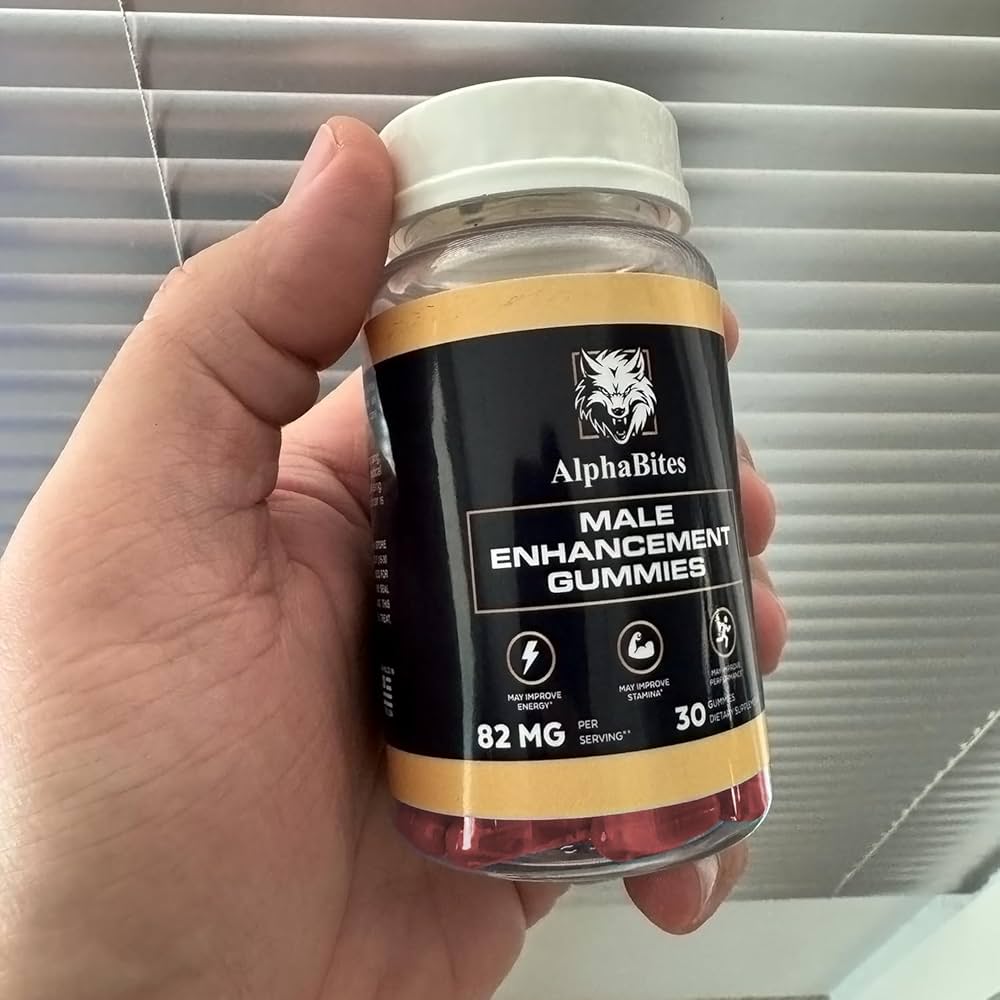 AlphaBites
MALE
ENHANCEMENT
GUMMIES
MAY IMPROVE
ENERGY*
MAY IMPROVE
STAMINA*
MAY IMPROVE
PERFORMANCE*
82 MG PER
SERVING**
30 GUMMIES
DIETARY